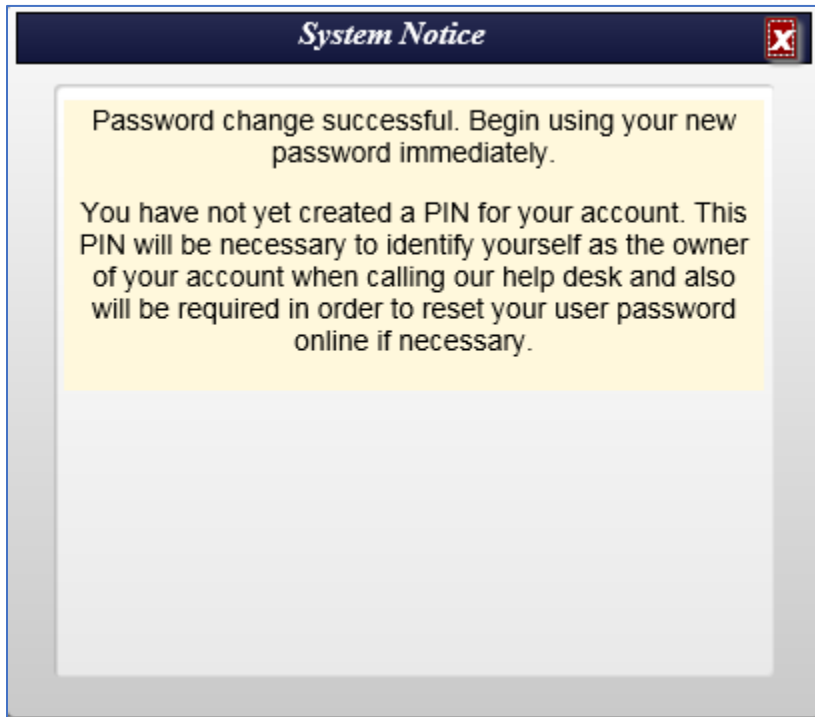 System Notice
X
Password change successful. Begin using your new
password immediately.
You have not yet created a PIN for your account. This
PIN will be necessary to identify yourself as the owner
of your account when calling our help desk and also
will be required in order to reset your user password
online if necessary.